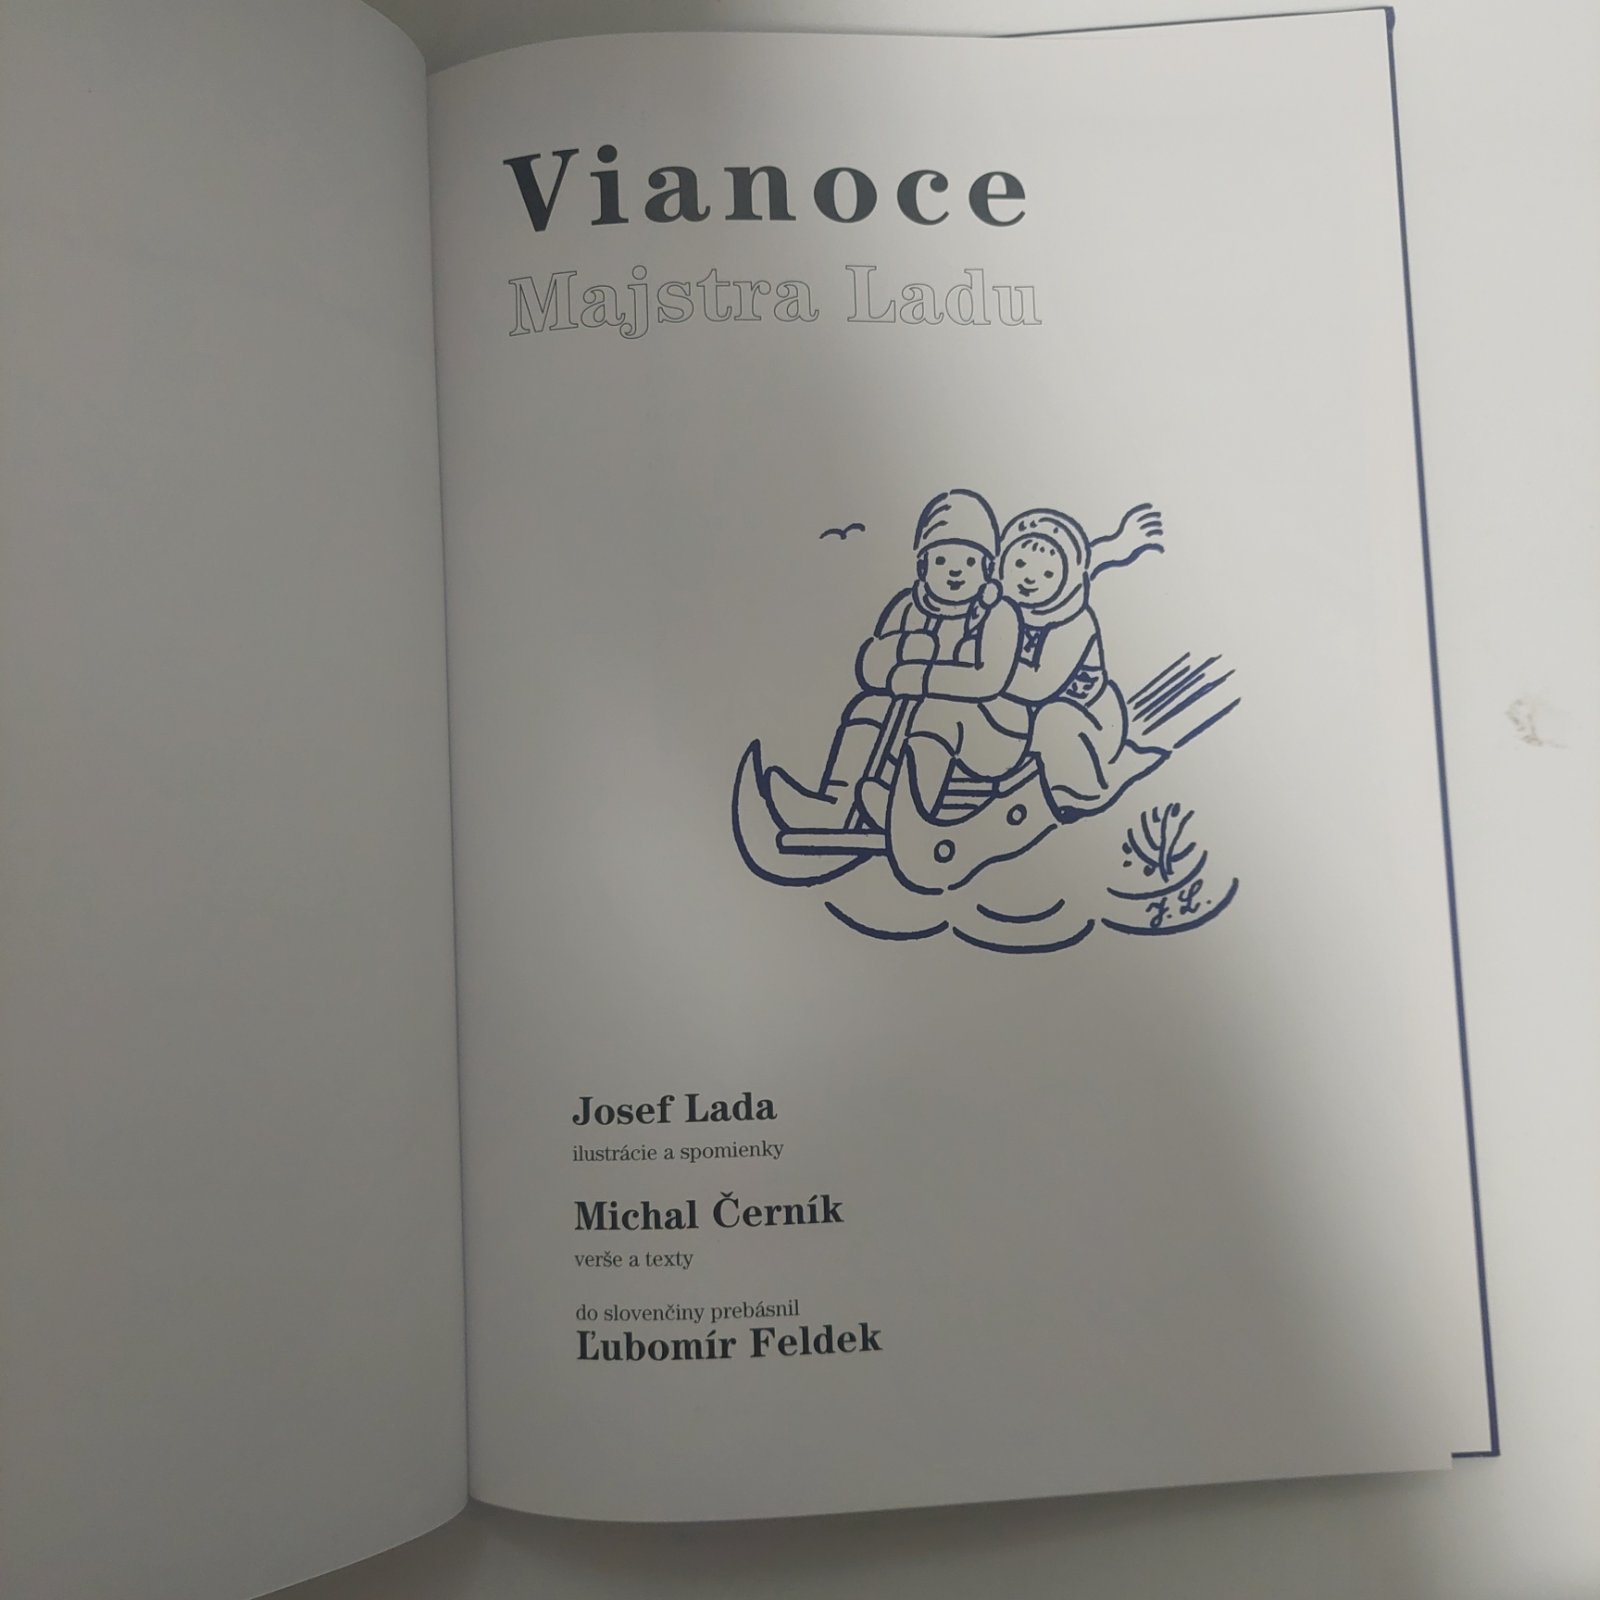 Vianoce
Majstra Ladu
J. L.
Josef Lada
ilustrácie a spomienky
Michal Černík
verše a texty
do slovenčiny prebásnil
Ľubomír Feldek